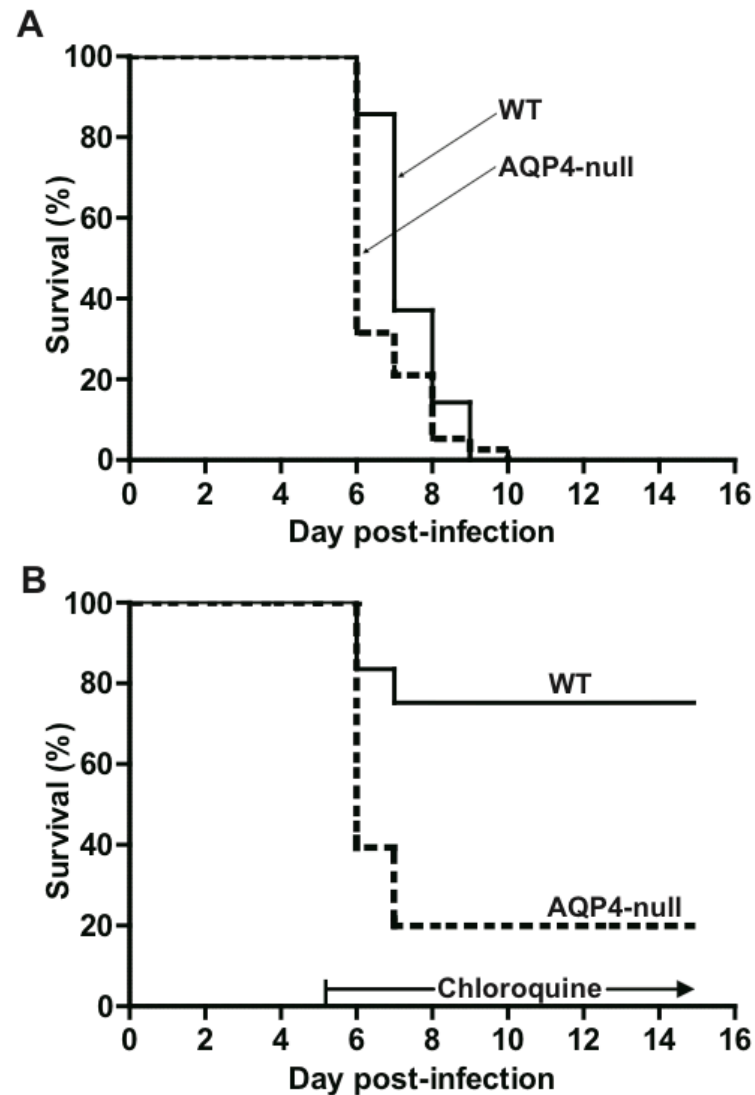 A
100
80
60
40
20
0
Survival (%)
WT
AQP4-null
0 2 4 6 8 10 12 14 16
Day post-infection
B
100
80
60
40
20
0
Survival (%)
WT
AQP4-null
Chloroquine
0 2 4 6 8 10 12 14 16
Day post-infection